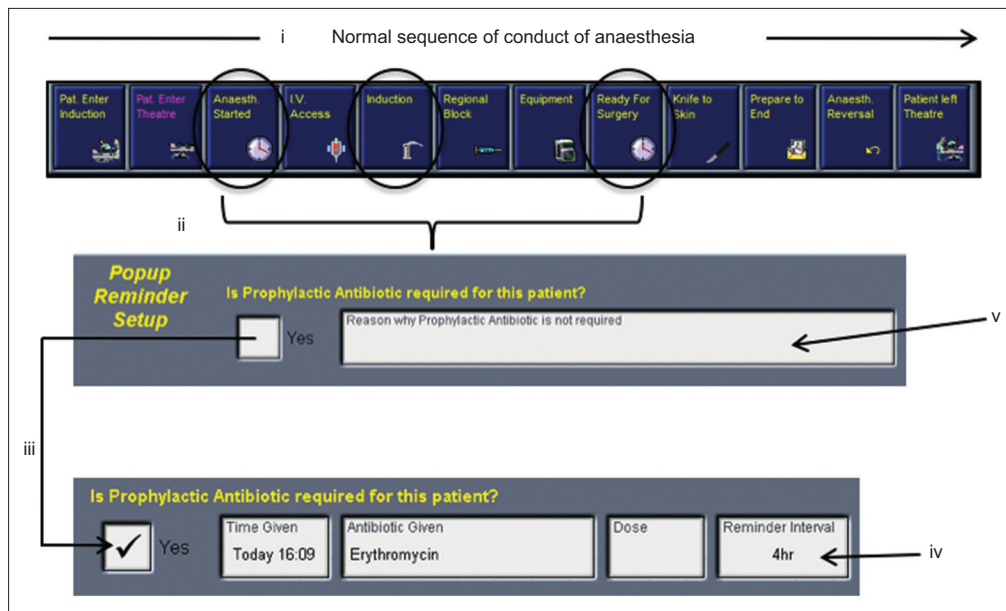 i Normal sequence of conduct of anaesthesia
Pat. Enter Induction
Pat. Enter Theatre
Anaesth. Started
I.V. Access
Induction
Regional Block
Equipment
Ready For Surgery
Knife to Skin
Prepare to End
Anaesth. Reversal
Patient left Theatre
ii
Popup Reminder Setup
Is Prophylactic Antibiotic required for this patient?
Yes
Reason why Prophylactic Antibiotic is not required
v
iii
Is Prophylactic Antibiotic required for this patient?
Yes
Time Given
Today 16:09
Antibiotic Given
Erythromycin
Dose
Reminder Interval
4hr
iv